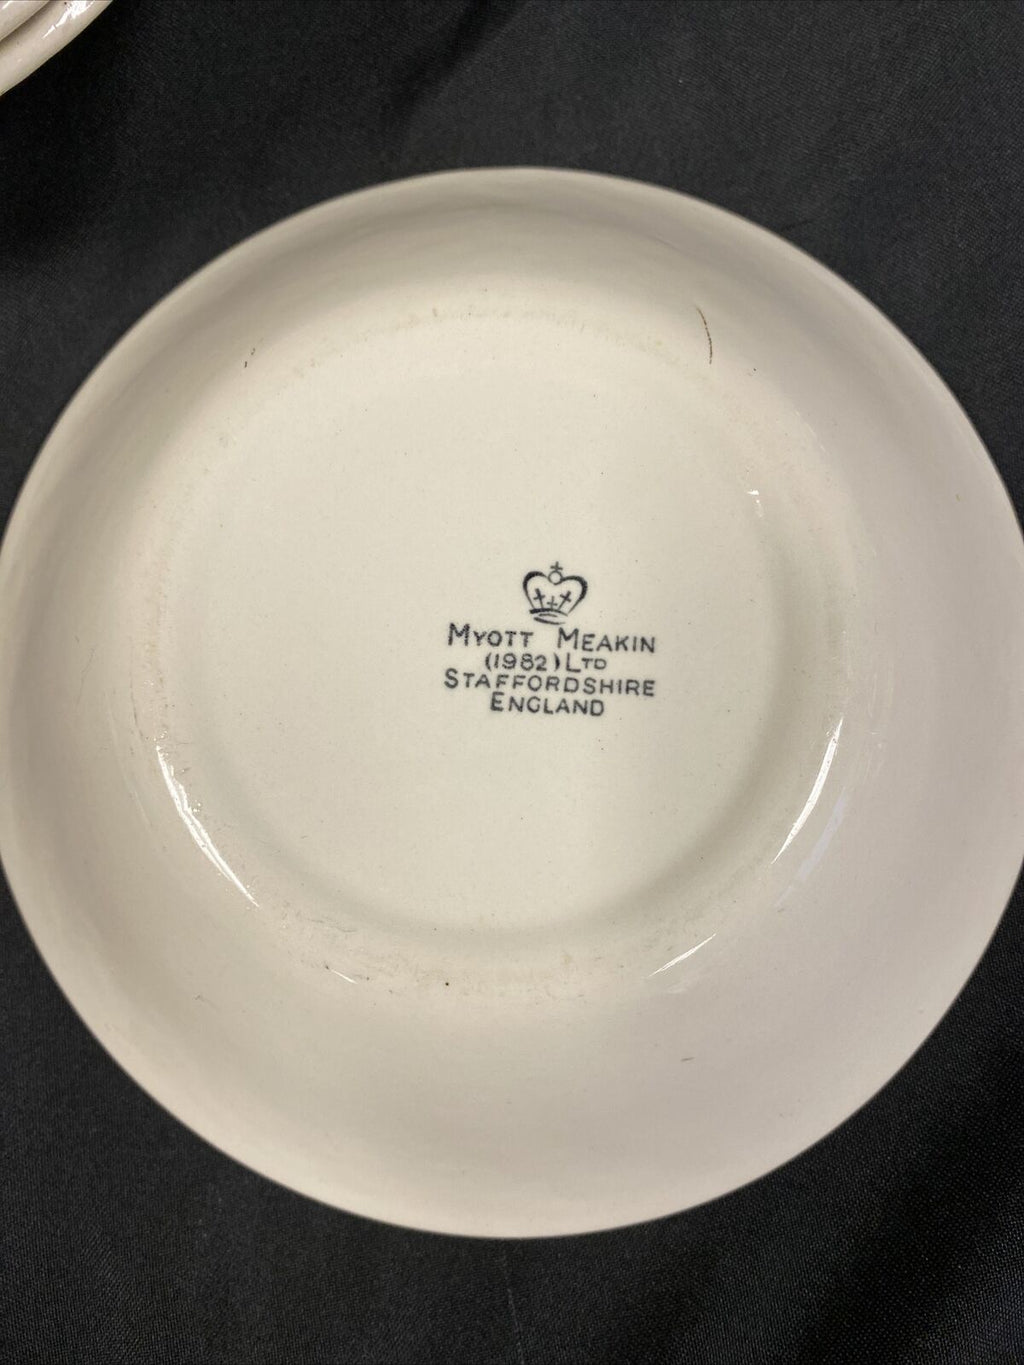 MYOTT MEAKIN
(1982) LTD
STAFFORDSHIRE
ENGLAND